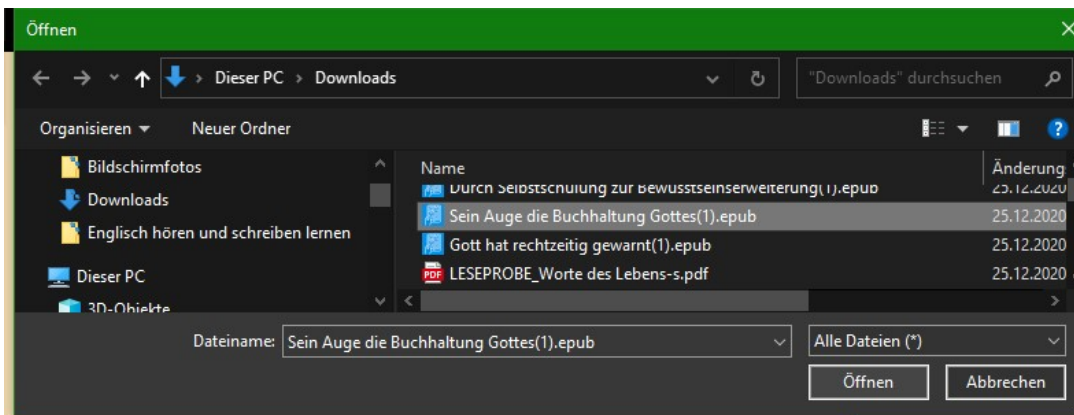 Öffnen
Dieser PC > Downloads
"Downloads" durchsuchen
Organisieren
Neuer Ordner
Bildschirmfotos
Downloads
Englisch hören und schreiben lernen
Dieser PC
3D-Objekte
Name
Änderung
Durch Selbstschulung zur Bewusstseinserweiterung(1).epub
25.12.2020
Sein Auge die Buchhaltung Gottes(1).epub
25.12.2020
Gott hat rechtzeitig gewarnt(1).epub
25.12.2020
PDF LESEPROBE_Worte des Lebens-s.pdf
25.12.2020
Dateiname: Sein Auge die Buchhaltung Gottes(1).epub
Alle Dateien (*)
Öffnen
Abbrechen